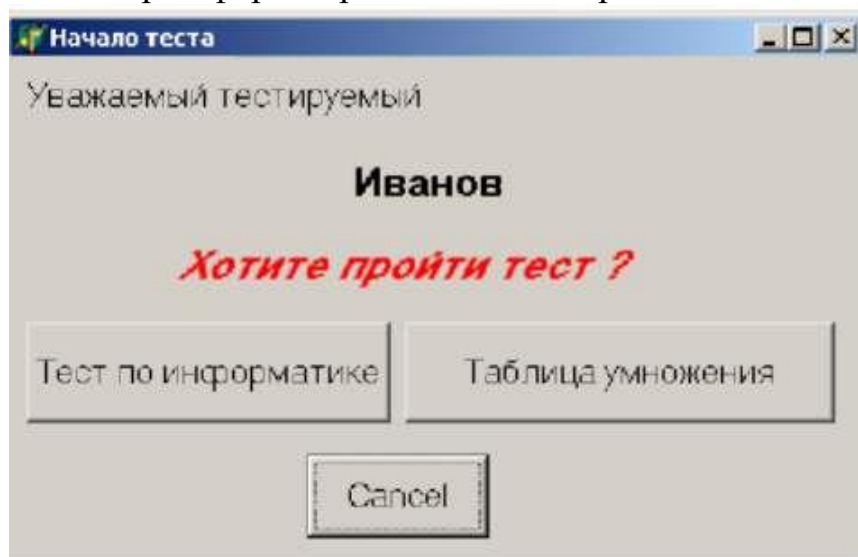 Начало теста
Уважаемый тестируемый
Иванов
Хотите пройти тест ?
Тест по информатике Таблица умножения
Cancel